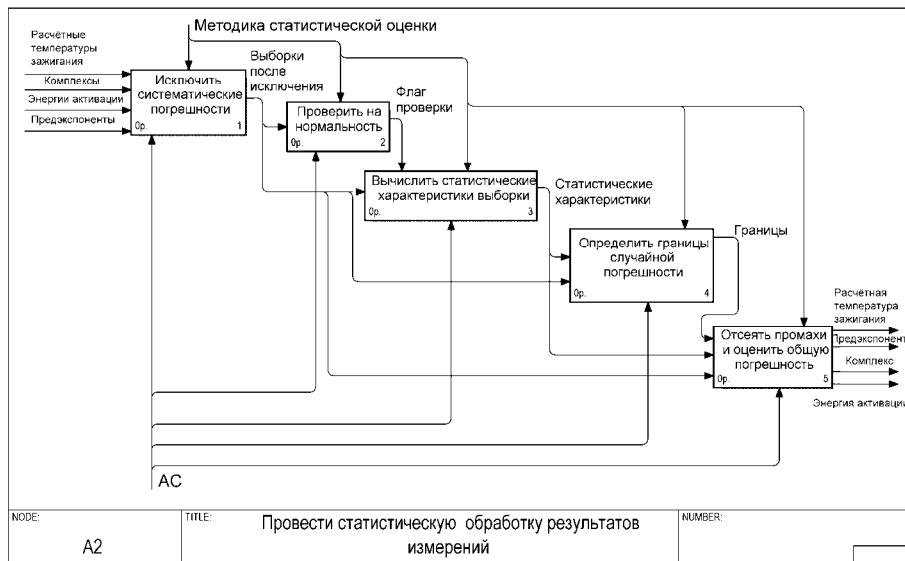 Методика статистической оценки
Расчётные
температуры
зажигания
Комплексы
Энергии активации
Предэкспоненты
Исключить
систематические
погрешности
0р.
1
Выборки
после
исключения
Проверить на
нормальность
0р.
2
Флаг
проверки
Вычислить статистические
характеристики выборки
0р.
3
Статистические
характеристики
Определить границы
случайной
погрешности
0р.
4
Границы
Отсеять промахи
и оценить общую
погрешность
0р.
5
Расчётная
температура
зажигания
Предэкспонент
Комплекс
Энергия активации
АС
NODE:
A2
TITLE:
Провести статистическую обработку результатов
измерений
NUMBER: